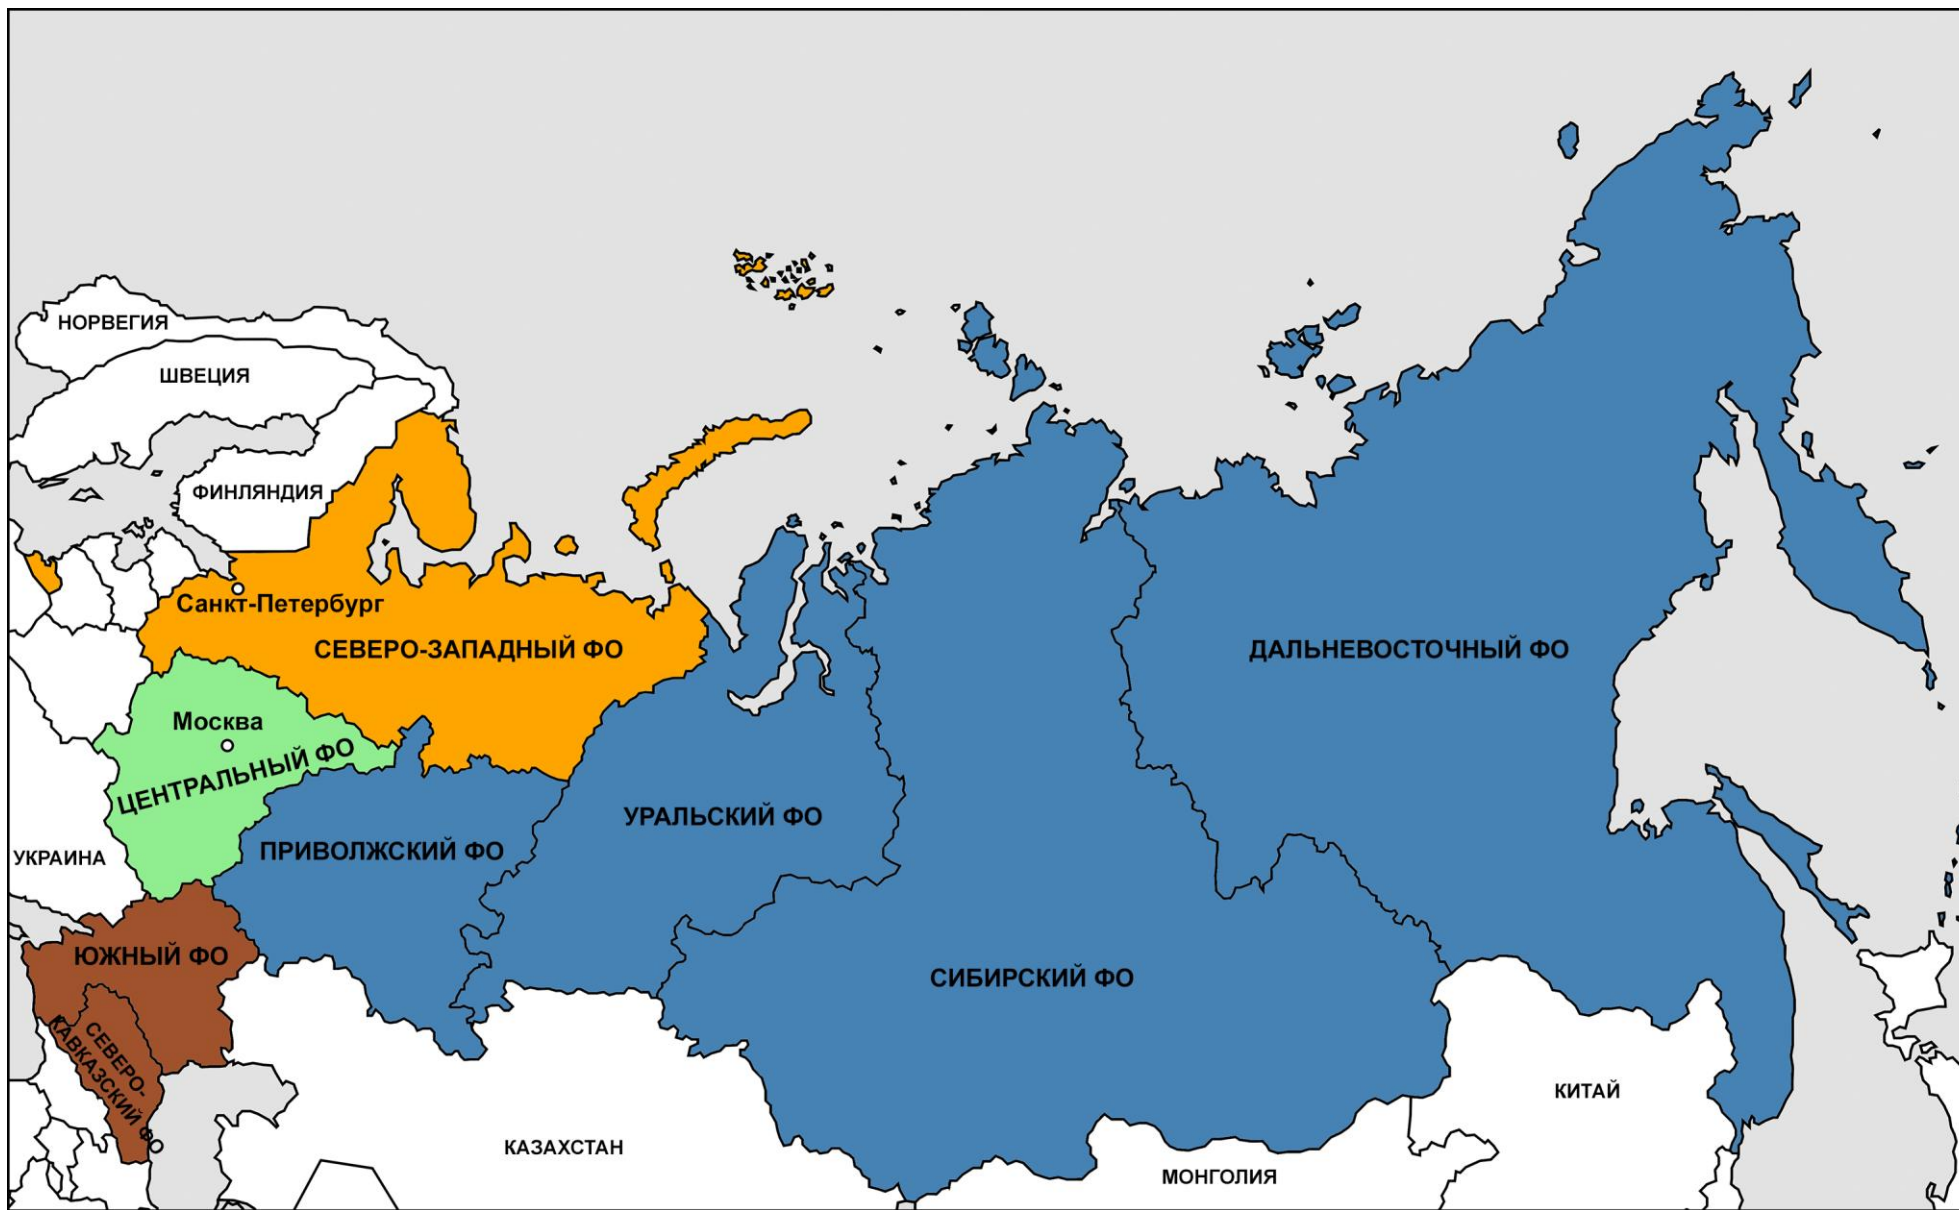 НОРВЕГИЯ
ШВЕЦИЯ
ФИНЛЯНДИЯ
Санкт-Петербург
СЕВЕРО-ЗАПАДНЫЙ ФО
ДАЛЬНЕВОСТОЧНЫЙ ФО
Москва
ЦЕНТРАЛЬНЫЙ ФО
УРАЛЬСКИЙ ФО
УКРАИНА
ПРИВОЛЖСКИЙ ФО
ЮЖНЫЙ ФО
СИБИРСКИЙ ФО
СЕВЕРО-
КАВКАЗСКИЙ ФО
КИТАЙ
КАЗАХСТАН
МОНГОЛИЯ